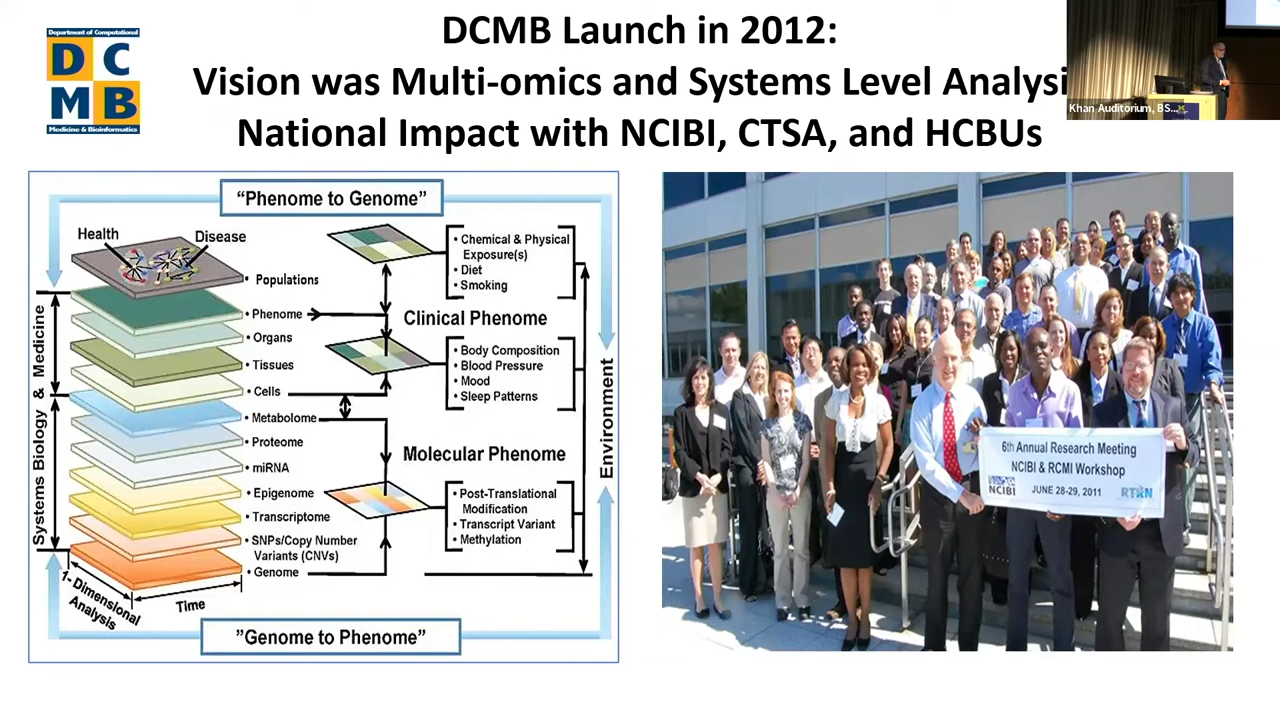 DCMB Launch in 2012:
Vision was Multi-omics and Systems Level Analysi
National Impact with NCIBI, CTSA, and HCBUs
Department of Computational
D C
M B
Medicine & Bioinformatics
Khan Auditorium, BS...
"Phenome to Genome"
Health
Disease
• Populations
• Phenome
• Organs
• Tissues
• Cells
• Metabolome
• Proteome
• miRNA
• Epigenome
• Transcriptome
• SNPs/Copy Number
Variants (CNVs)
• Genome
Systems Biology & Medicine
1- Dimensional
Analysis
Time
• Chemical & Physical
Exposure(s)
• Diet
• Smoking
Clinical Phenome
• Body Composition
• Blood Pressure
• Mood
• Sleep Patterns
Molecular Phenome
• Post-Translational
Modification
• Transcript Variant
• Methylation
Environment
"Genome to Phenome"
6th Annual Research Meeting
NCIBI & RCMI Workshop
JUNE 28-29, 2011
NCIBI
RTRN